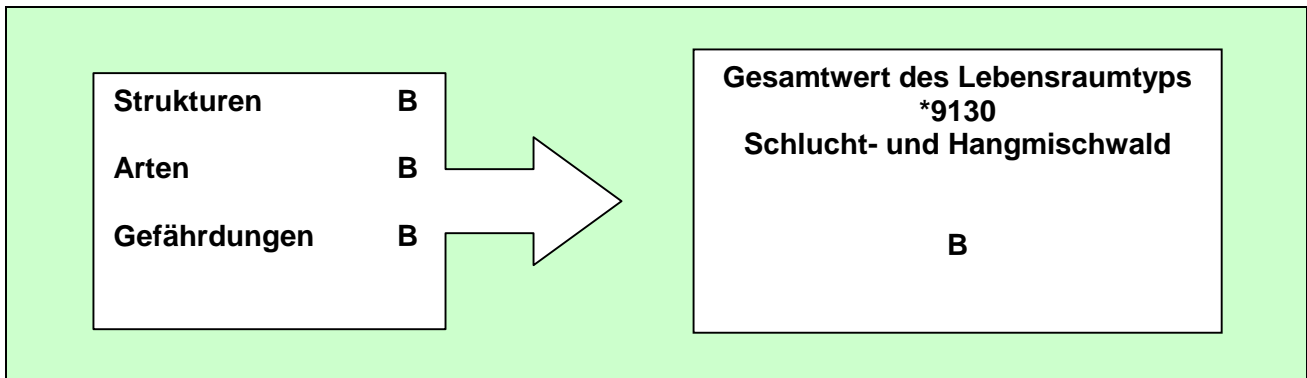 Strukturen B
Arten B
Gefährdungen B
Gesamtwert des Lebensraumtyps
*9130
Schlucht- und Hangmischwald
B